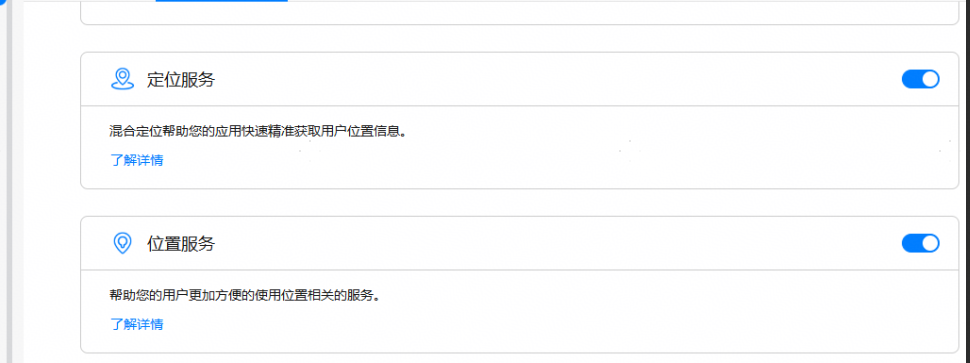 定位服务
混合定位帮助您的应用快速精准获取用户位置信息。
了解详情
位置服务
帮助您的用户更加方便的使用位置相关的服务。
了解详情